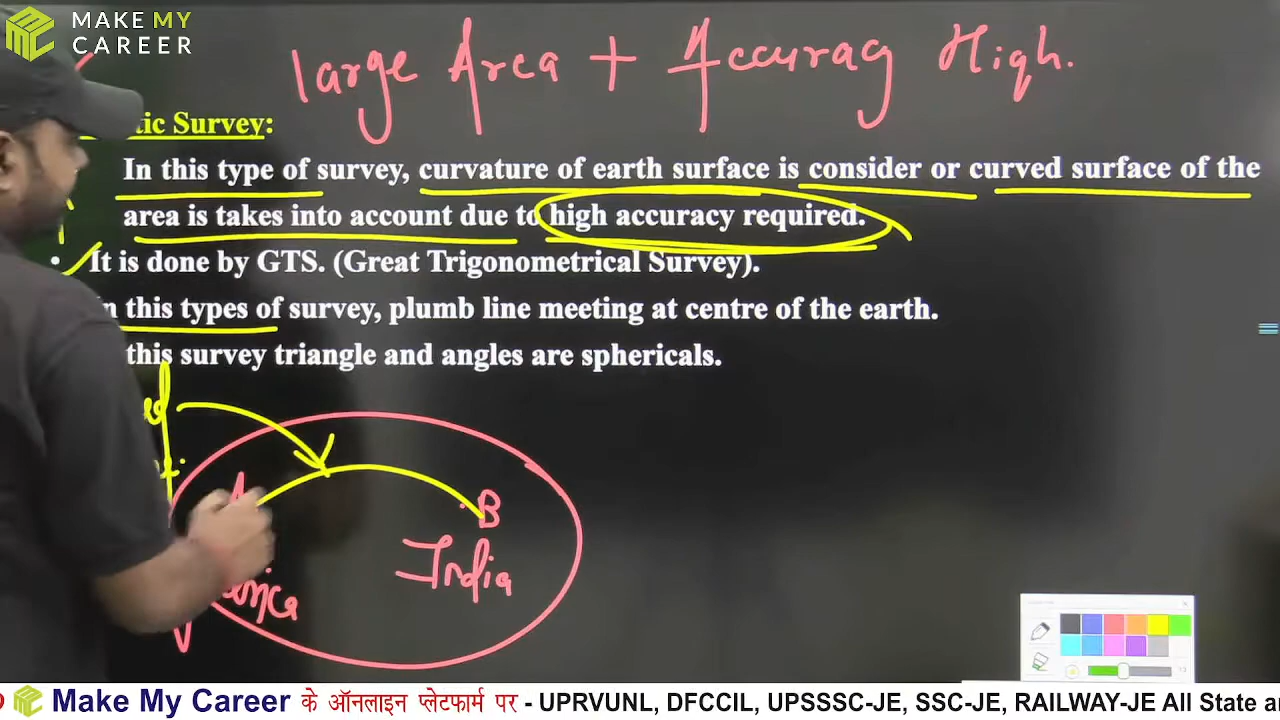 MAKE MY
CAREER
large Area + Accuracy High.
tic Survey:
In this type of survey, curvature of earth surface is consider or curved surface of the
area is takes into account due to high accuracy required.
• It is done by GTS. (Great Trigonometrical Survey).
n this types of survey, plumb line meeting at centre of the earth.
this survey triangle and angles are sphericals.
A
B
India
Make My Career के ऑनलाइन प्लेटफार्म पर - UPRVUNL, DFCCIL, UPSSSC-JE, SSC-JE, RAILWAY-JE All State a